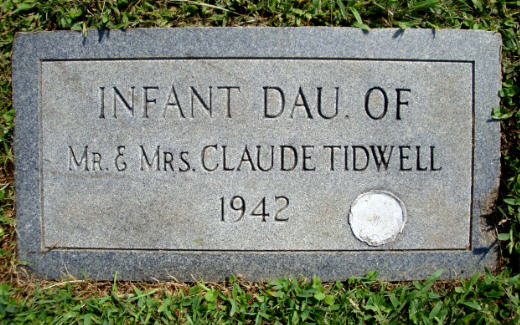 INFANT DAU. OF
MR. & MRS. CLAUDE TIDWELL
1942